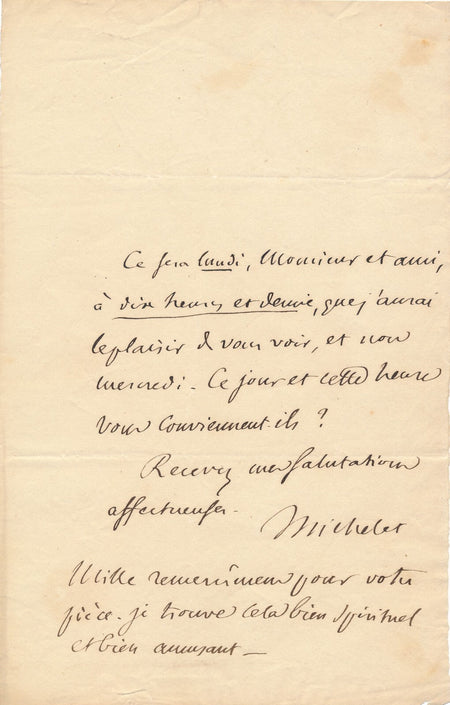 Ce sera lundi, Monsieur et ami,
à dix heures et demie, que j'aurai
le plaisir de vous voir, et non
mercredi. Ce jour et cette heure
vous conviennent-ils ?
Recevez mes salutations
affectueuses.
Michelet
Mille remercîmens pour votre
pièce. je trouve cela bien spirituel
et bien amusant —